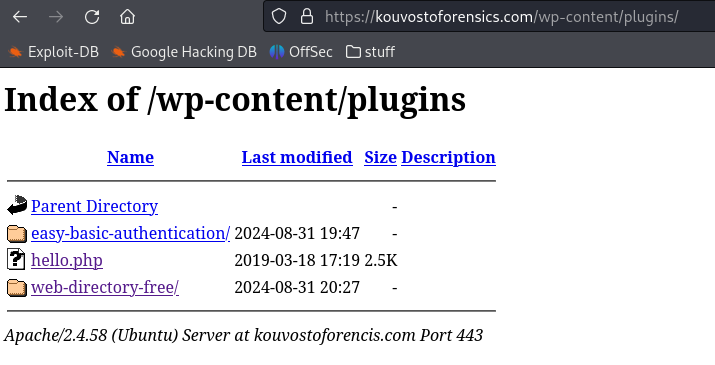 https://kouvostoforensics.com/wp-content/plugins/
Exploit-DB Google Hacking DB OffSec stuff
Index of /wp-content/plugins
Name Last modified Size Description
Parent Directory -
easy-basic-authentication/ 2024-08-31 19:47 -
hello.php 2019-03-18 17:19 2.5K
web-directory-free/ 2024-08-31 20:27 -
Apache/2.4.58 (Ubuntu) Server at kouvostoforencis.com Port 443